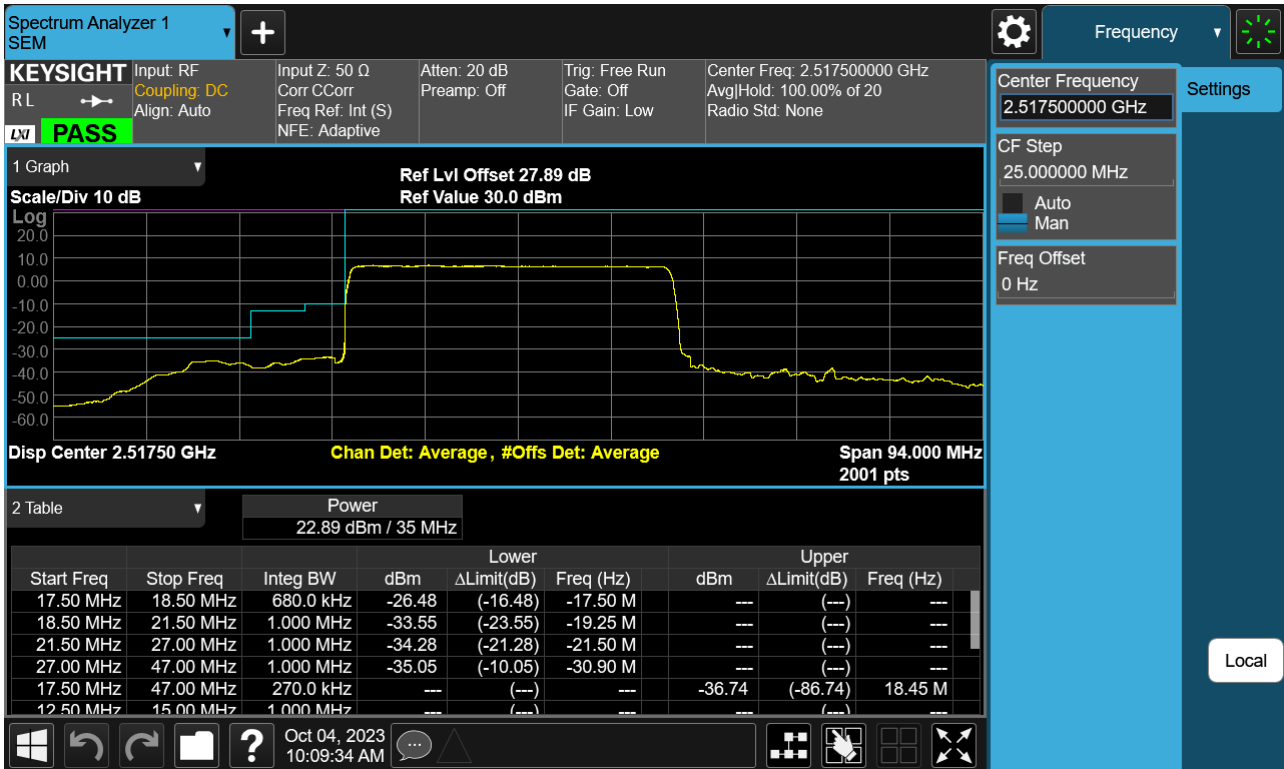 Spectrum Analyzer 1
SEM
Frequency
KEYSIGHT
R L
LXI
PASS
Input: RF
Coupling: DC
Align: Auto
Input Z: 50 Ω
Corr CCorr
Freq Ref: Int (S)
NFE: Adaptive
Atten: 20 dB
Preamp: Off
Trig: Free Run
Gate: Off
IF Gain: Low
Center Freq: 2.517500000 GHz
Avg|Hold: 100.00% of 20
Radio Std: None
Center Frequency
2.517500000 GHz
Settings
CF Step
25.000000 MHz
Auto
Man
Freq Offset
0 Hz
1 Graph
Ref Lvl Offset 27.89 dB
Scale/Div 10 dB
Ref Value 30.0 dBm
Log
20.0
10.0
0.00
-10.0
-20.0
-30.0
-40.0
-50.0
-60.0
Disp Center 2.51750 GHz
Chan Det: Average , #Offs Det: Average
Span 94.000 MHz
2001 pts
2 Table
Power
22.89 dBm / 35 MHz
Lower Upper
Start Freq Stop Freq Integ BW dBm ΔLimit(dB) Freq (Hz) dBm ΔLimit(dB) Freq (Hz)
17.50 MHz 18.50 MHz 680.0 kHz -26.48 (-16.48) -17.50 M --- (---) ---
18.50 MHz 21.50 MHz 1.000 MHz -33.55 (-23.55) -19.25 M --- (---) ---
21.50 MHz 27.00 MHz 1.000 MHz -34.28 (-21.28) -21.50 M --- (---) ---
27.00 MHz 47.00 MHz 1.000 MHz -35.05 (-10.05) -30.90 M --- (---) ---
17.50 MHz 47.00 MHz 270.0 kHz --- (---) --- -36.74 (-86.74) 18.45 M
12.50 MHz 15.00 MHz 1.000 MHz --- (---) --- --- (---) ---
Local
?
Oct 04, 2023
10:09:34 AM